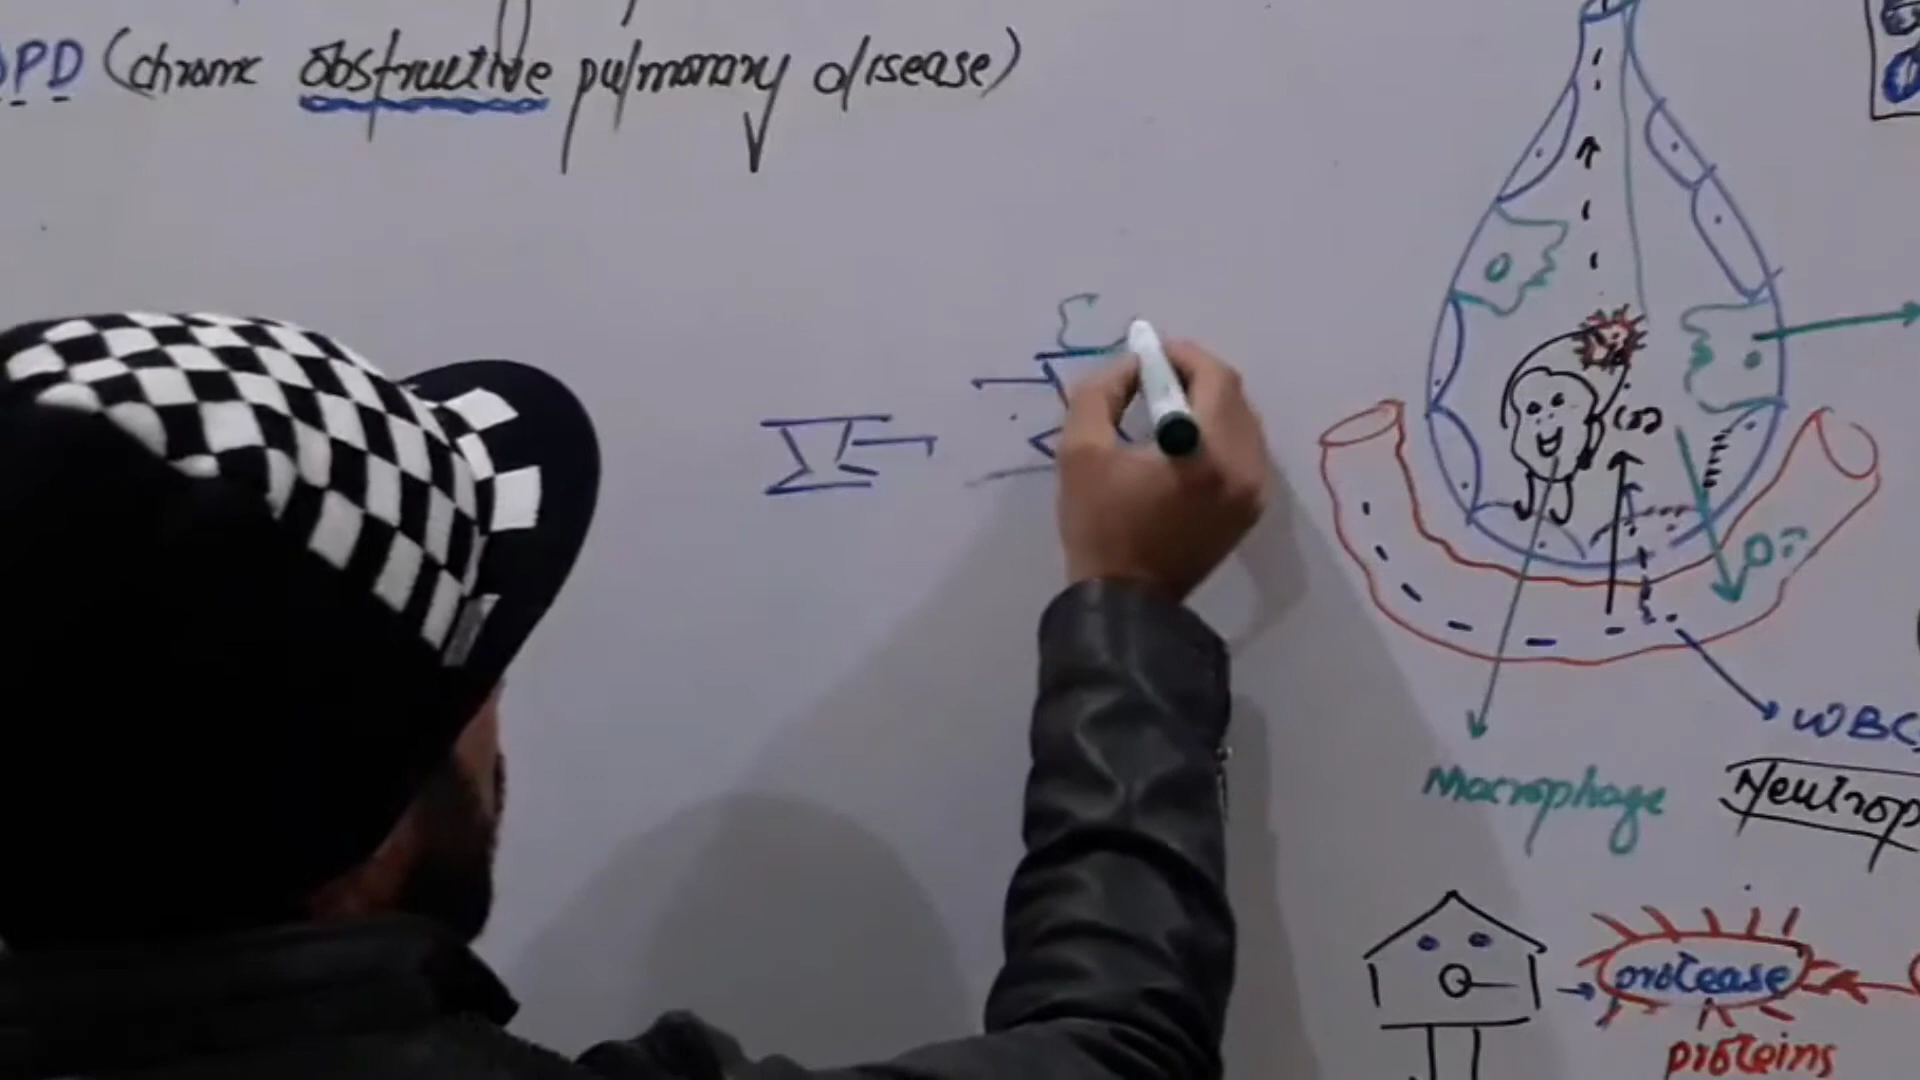 OPD (chronic obstructive pulmonary disease)
WBC
Macrophage
Neutrop
protease
proteins